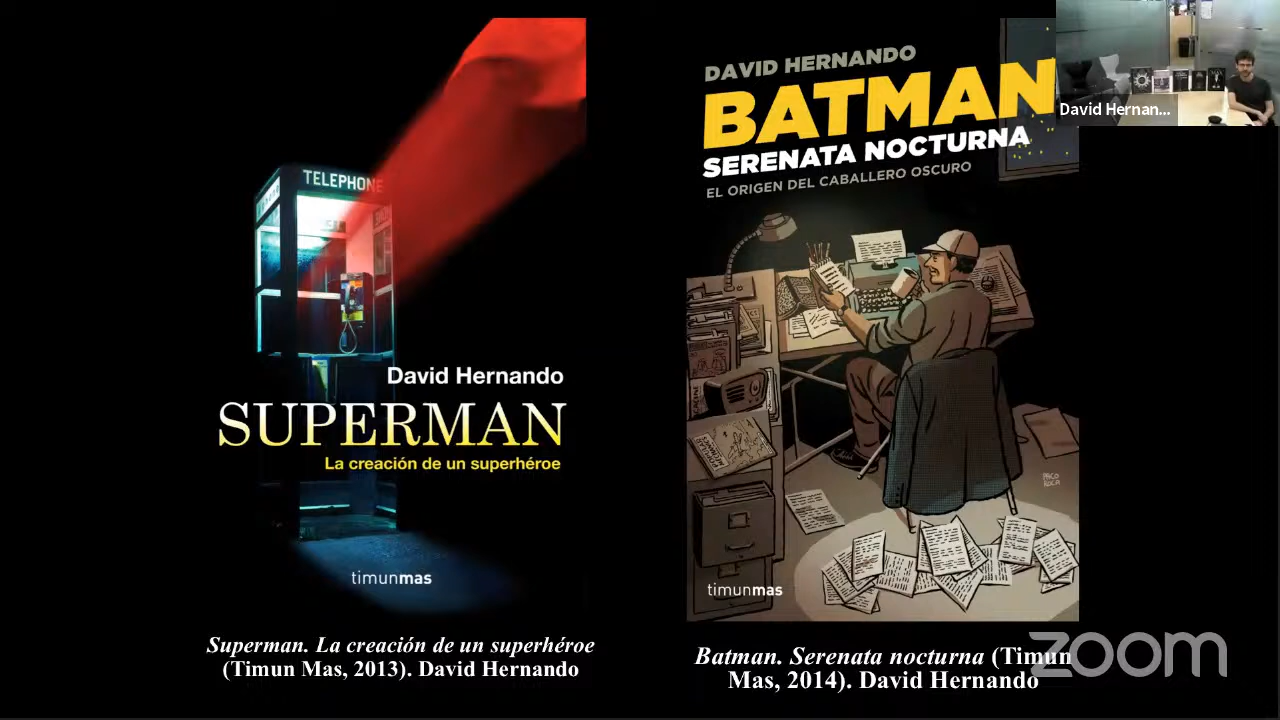 TELEPHONE
David Hernando
SUPERMAN
La creación de un superhéroe
timunmas
Superman. La creación de un superhéroe
(Timun Mas, 2013). David Hernando
DAVID HERNANDO
BATMAN
SERENATA NOCTURNA
EL ORIGEN DEL CABALLERO OSCURO
PACO
ROCA
timunmas
Batman. Serenata nocturna (Timun
Mas, 2014). David Hernando
David Hernan...
zoom